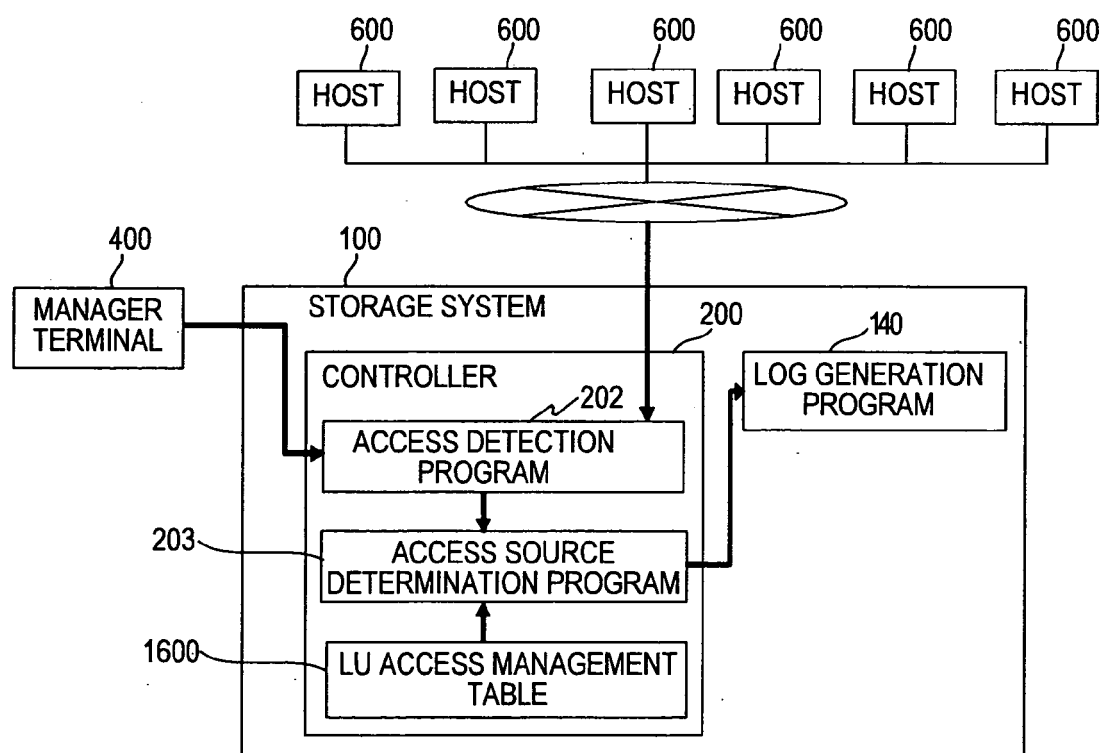 600 600 600 600 600 600
HOST HOST HOST HOST HOST HOST
400
MANAGER
TERMINAL
100
STORAGE SYSTEM
200
CONTROLLER
140
LOG GENERATION
PROGRAM
202
ACCESS DETECTION
PROGRAM
203
ACCESS SOURCE
DETERMINATION PROGRAM
1600
LU ACCESS MANAGEMENT
TABLE